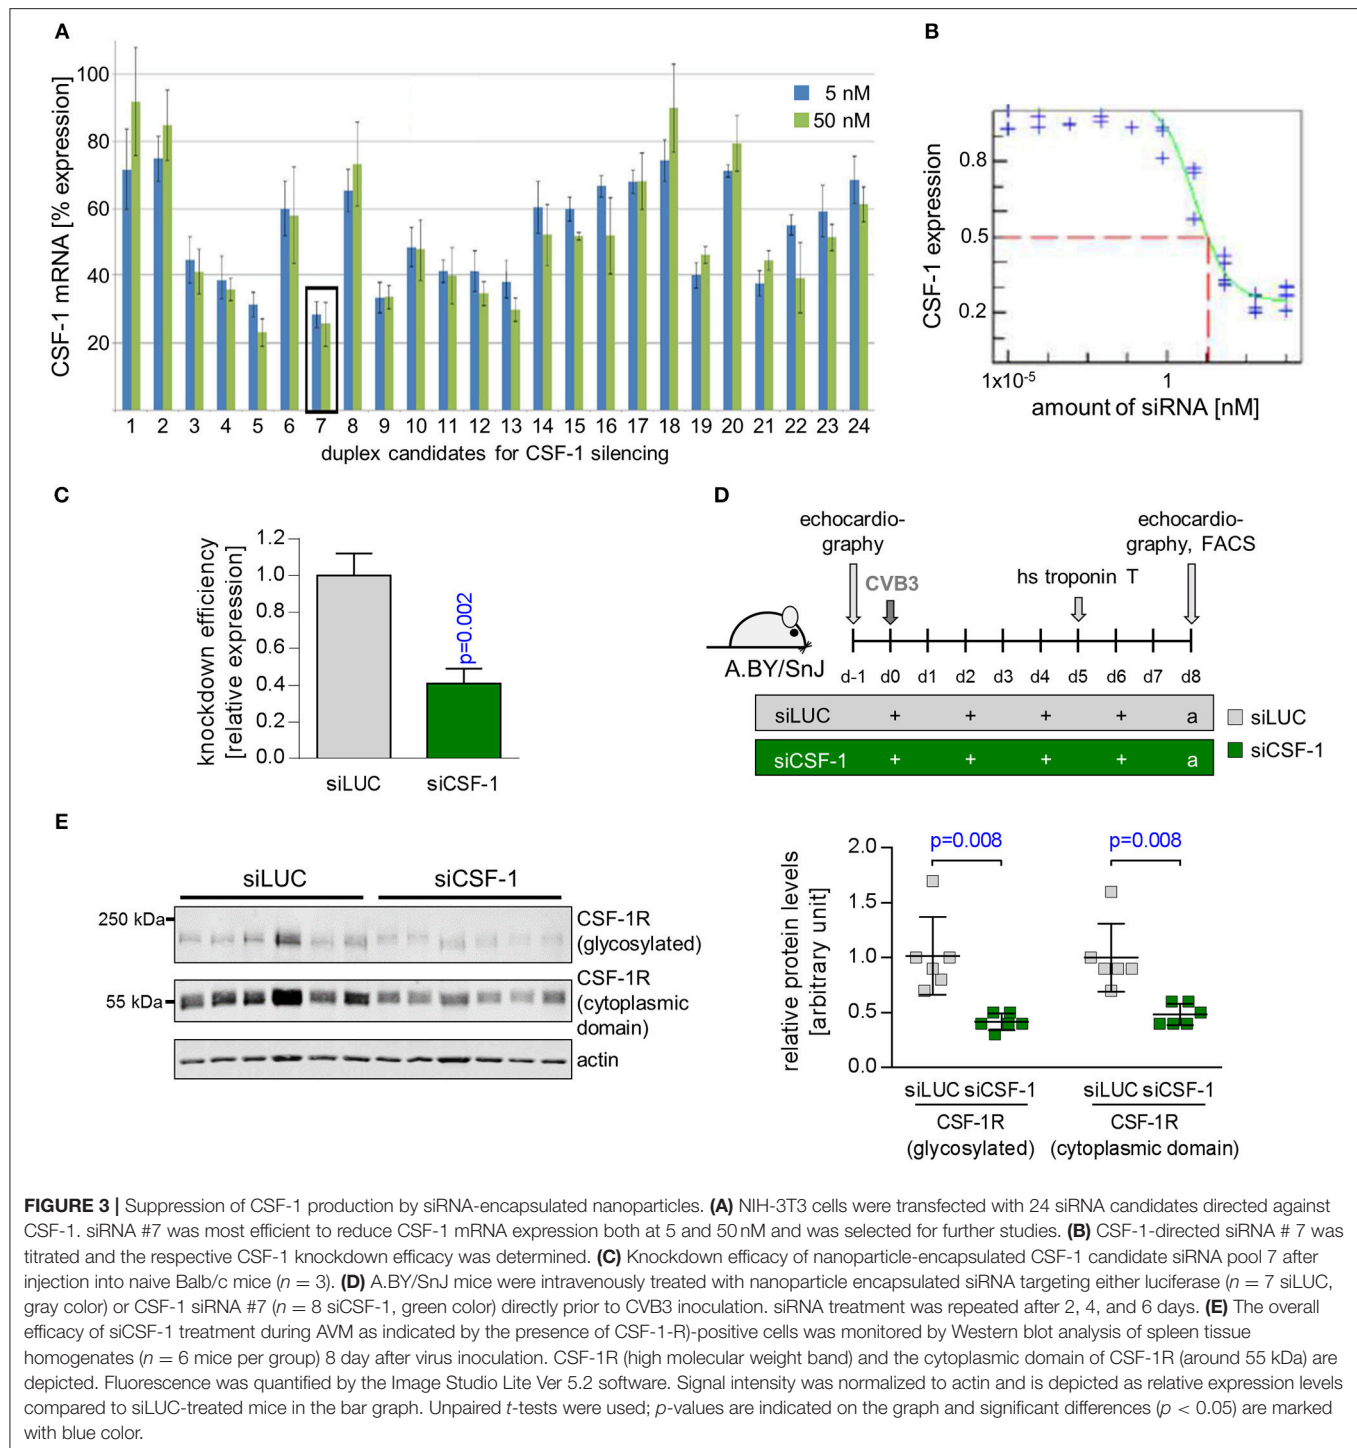 A
CSF-1 mRNA [% expression]
100
80
60
40
20
5 nM
50 nM
1 2 3 4 5 6 7 8 9 10 11 12 13 14 15 16 17 18 19 20 21 22 23 24
duplex candidates for CSF-1 silencing
B
CSF-1 expression
0.8
0.5
0.2
1x10-5
1
amount of siRNA [nM]
C
knockdown efficiency
[relative expression]
1.2
1.0
0.8
0.6
0.4
0.2
0.0
p=0.002
siLUC siCSF-1
D
echocardio-
graphy
CVB3
hs troponin T
echocardio-
graphy, FACS
A.BY/SnJ
d-1 d0 d1 d2 d3 d4 d5 d6 d7 d8
siLUC + + + + a
siCSF-1 + + + + a
siLUC
siCSF-1
E
siLUC siCSF-1
250 kDa
CSF-1R
(glycosylated)
55 kDa
CSF-1R
(cytoplasmic
domain)
actin
relative protein levels
[arbitrary unit]
2.0
1.5
1.0
0.5
0.0
p=0.008
p=0.008
siLUC siCSF-1 siLUC siCSF-1
CSF-1R
(glycosylated)
CSF-1R
(cytoplasmic domain)
FIGURE 3 | Suppression of CSF-1 production by siRNA-encapsulated nanoparticles. (A) NIH-3T3 cells were transfected with 24 siRNA candidates directed against
CSF-1. siRNA #7 was most efficient to reduce CSF-1 mRNA expression both at 5 and 50 nM and was selected for further studies. (B) CSF-1-directed siRNA # 7 was
titrated and the respective CSF-1 knockdown efficacy was determined. (C) Knockdown efficacy of nanoparticle-encapsulated CSF-1 candidate siRNA pool 7 after
injection into naive Balb/c mice (n = 3). (D) A.BY/SnJ mice were intravenously treated with nanoparticle encapsulated siRNA targeting either luciferase (n = 7 siLUC,
gray color) or CSF-1 siRNA #7 (n = 8 siCSF-1, green color) directly prior to CVB3 inoculation. siRNA treatment was repeated after 2, 4, and 6 days. (E) The overall
efficacy of siCSF-1 treatment during AVM as indicated by the presence of CSF-1-R)-positive cells was monitored by Western blot analysis of spleen tissue
homogenates (n = 6 mice per group) 8 day after virus inoculation. CSF-1R (high molecular weight band) and the cytoplasmic domain of CSF-1R (around 55 kDa) are
depicted. Fluorescence was quantified by the Image Studio Lite Ver 5.2 software. Signal intensity was normalized to actin and is depicted as relative expression levels
compared to siLUC-treated mice in the bar graph. Unpaired t-tests were used; p-values are indicated on the graph and significant differences (p < 0.05) are marked
with blue color.